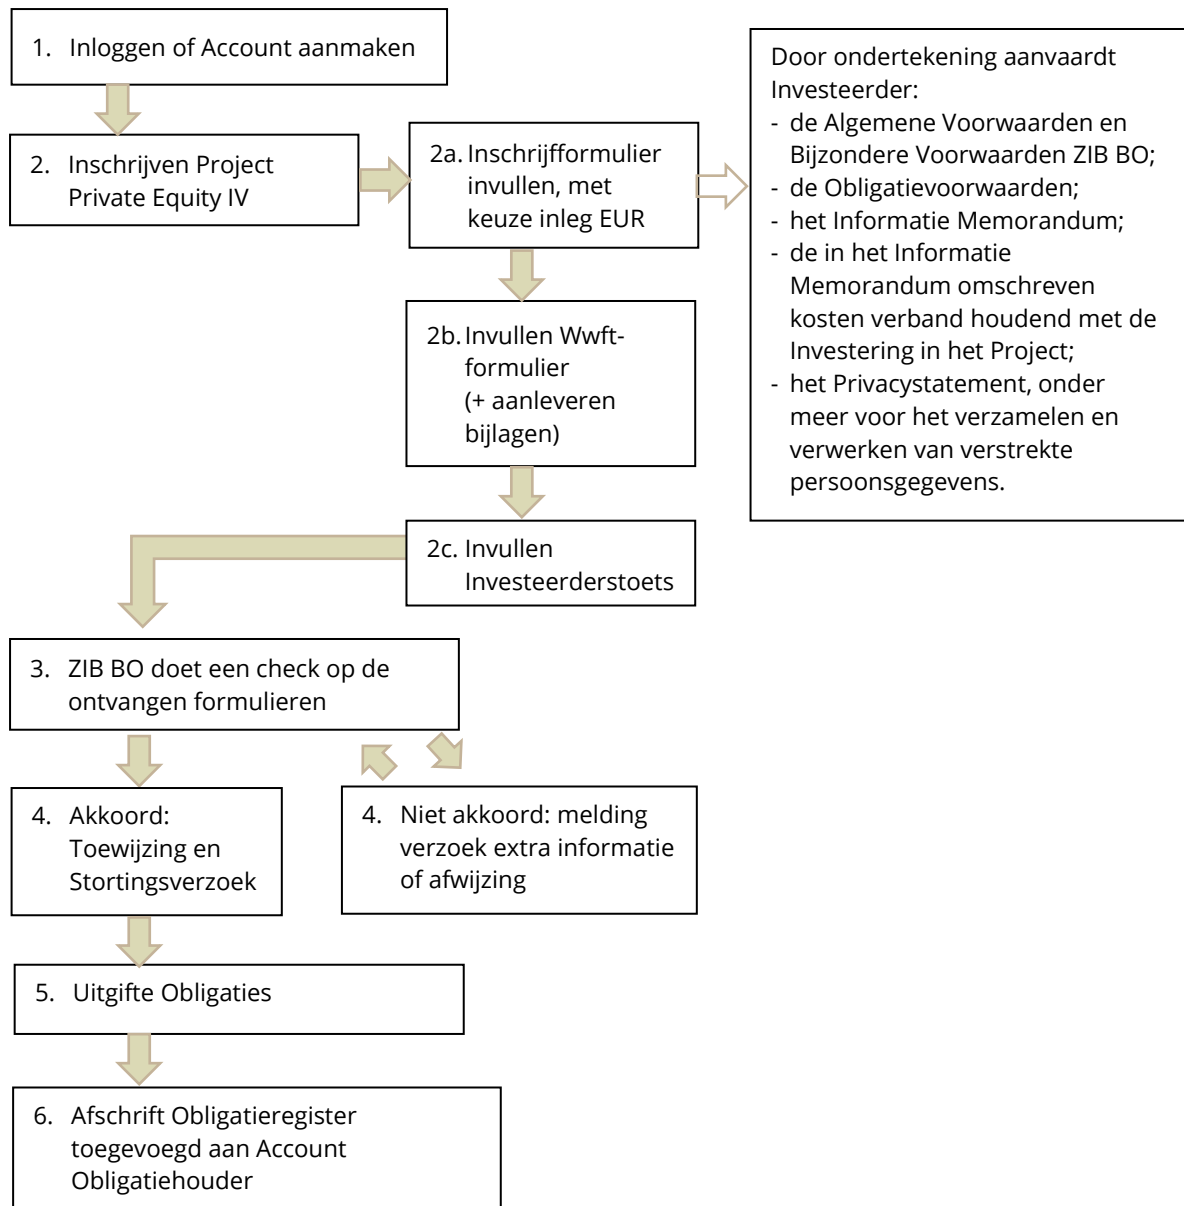 1. Inloggen of Account aanmaken
2. Inschrijven Project
Private Equity IV
2a. Inschrijfformulier
invullen, met
keuze inleg EUR
Door ondertekening aanvaardt
Investeerder:
- de Algemene Voorwaarden en
Bijzondere Voorwaarden ZIB BO;
- de Obligatievoorwaarden;
- het Informatie Memorandum;
- de in het Informatie
Memorandum omschreven
kosten verband houdend met de
Investering in het Project;
- het Privacystatement, onder
meer voor het verzamelen en
verwerken van verstrekte
persoonsgegevens.
2b. Invullen Wwft-
formulier
(+ aanleveren
bijlagen)
2c. Invullen
Investeerderstoets
3. ZIB BO doet een check op de
ontvangen formulieren
4. Akkoord:
Toewijzing en
Stortingsverzoek
4. Niet akkoord: melding
verzoek extra informatie
of afwijzing
5. Uitgifte Obligaties
6. Afschrift Obligatieregister
toegevoegd aan Account
Obligatiehouder